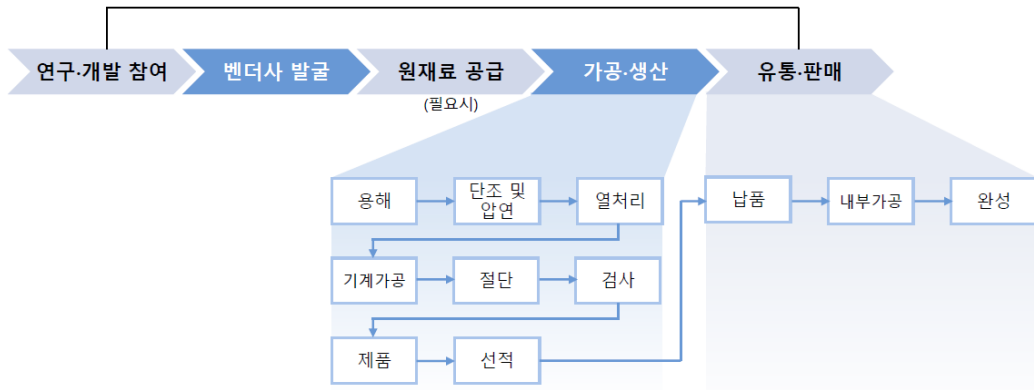 연구·개발 참여
벤더사 발굴
원재료 공급
(필요시)
가공·생산
유통·판매
용해
단조 및
압연
열처리
기계가공
절단
검사
제품
선적
납품
내부가공
완성